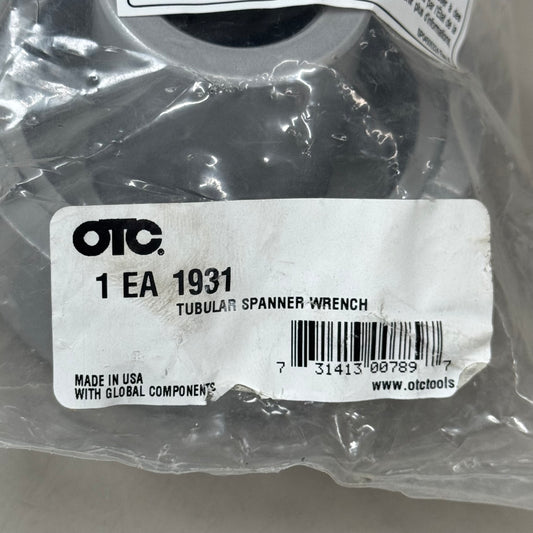 OTC
1 EA 1931
TUBULAR SPANNER WRENCH
7 31413 00789 7
MADE IN USA
WITH GLOBAL COMPONENTS
www.otctools